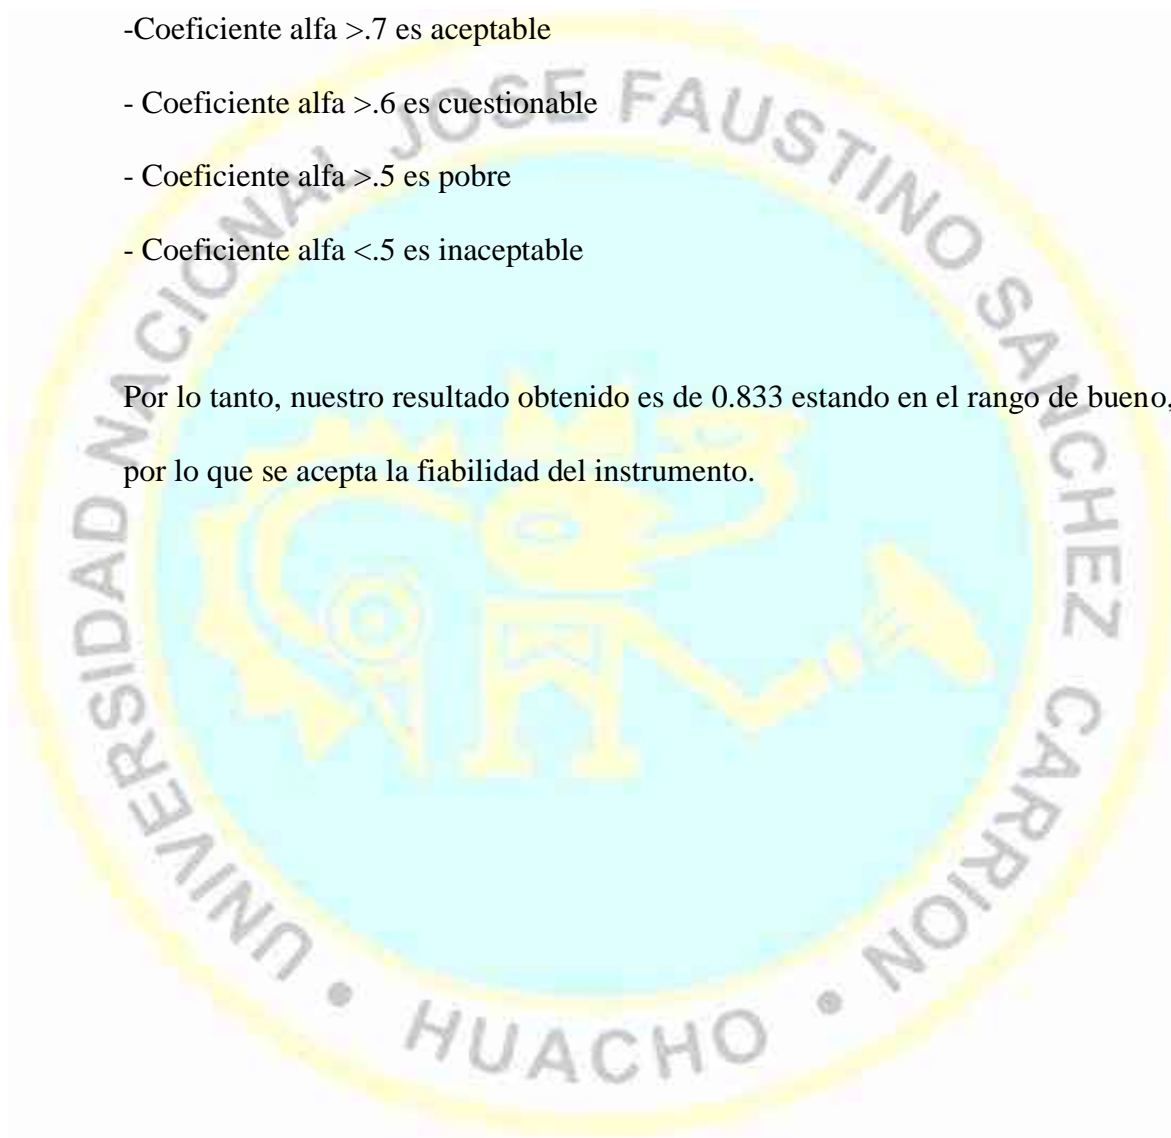 -Coeficiente alfa >.7 es aceptable
- Coeficiente alfa >.6 es cuestionable
- Coeficiente alfa >.5 es pobre
- Coeficiente alfa <.5 es inaceptable
Por lo tanto, nuestro resultado obtenido es de 0.833 estando en el rango de bueno,
por lo que se acepta la fiabilidad del instrumento.
UNIVERSIDAD NACIONAL JOSE FAUSTINO SANCHEZ CARRION • HUACHO •